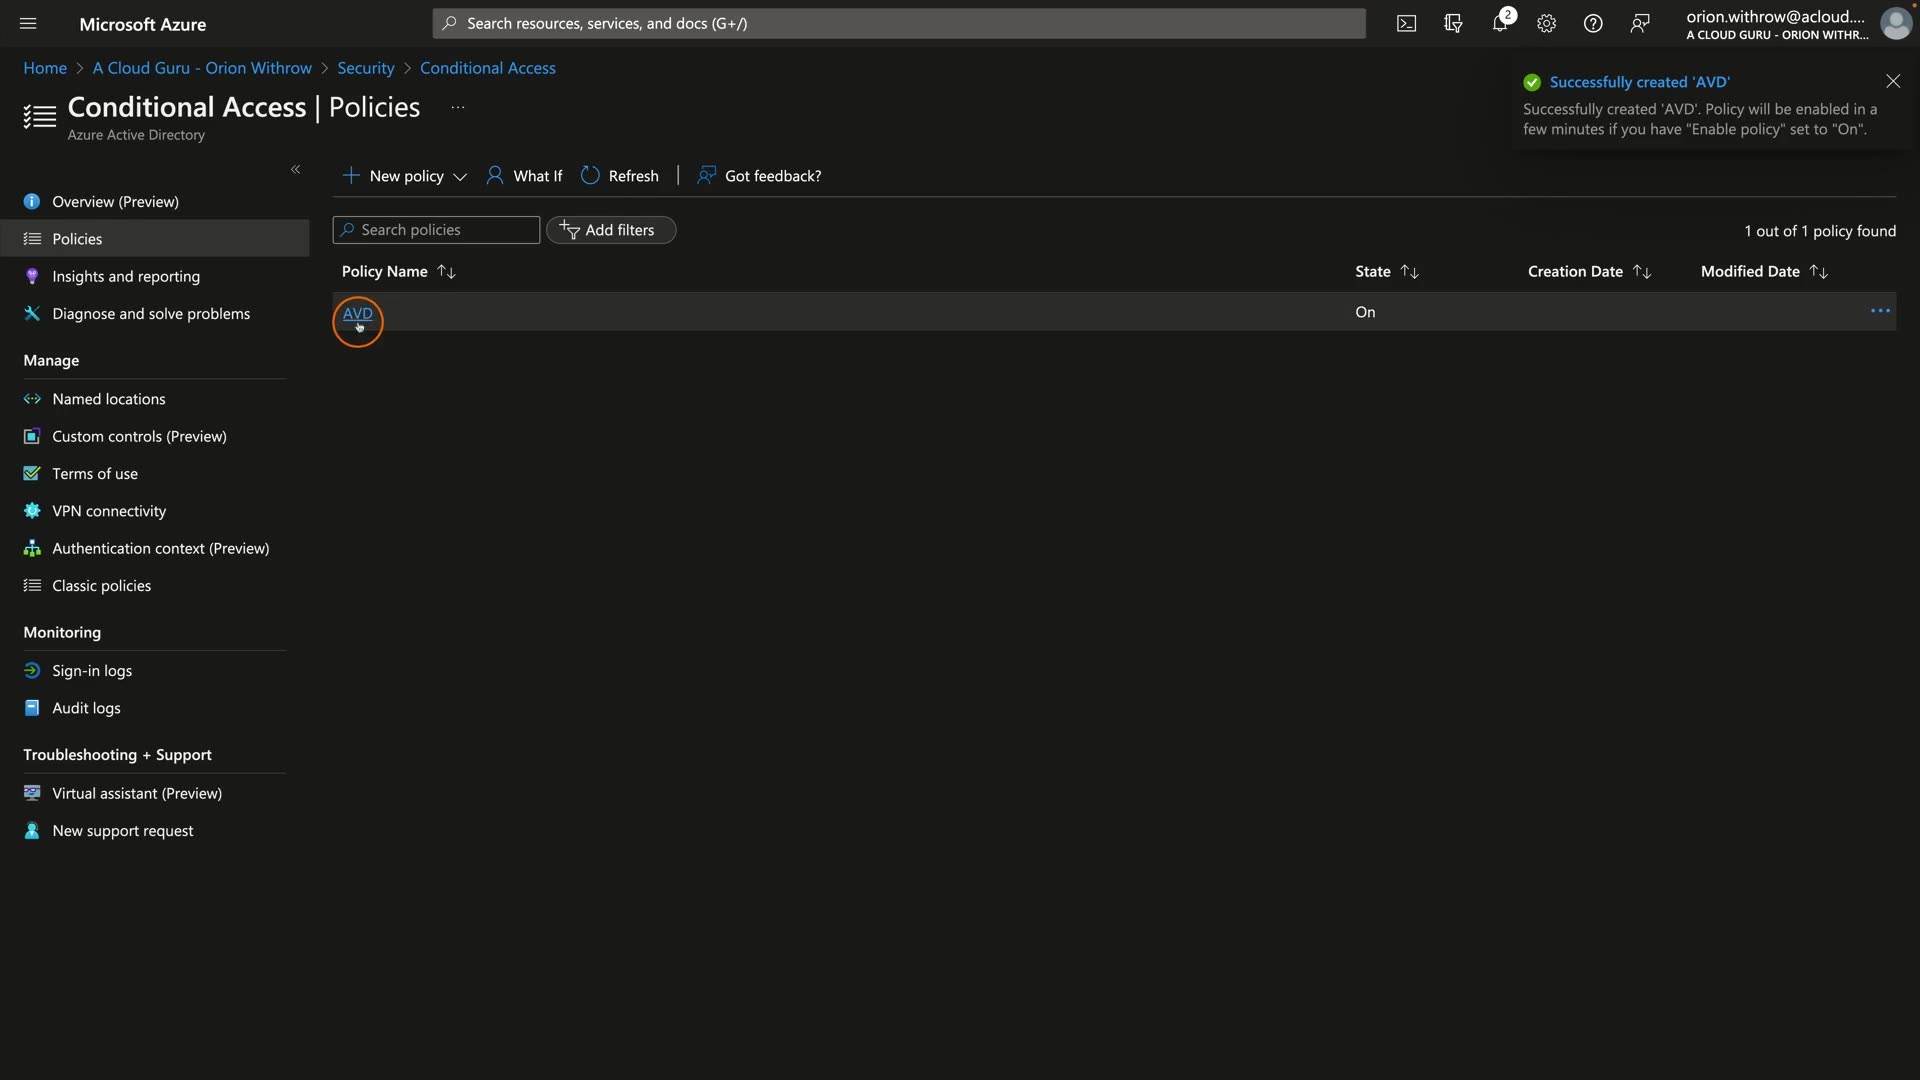 Microsoft Azure
Search resources, services, and docs (G+/)
2
orion.withrow@acloud....
A CLOUD GURU - ORION WITHR...
Home > A Cloud Guru - Orion Withrow > Security > Conditional Access
Conditional Access | Policies ...
Azure Active Directory
Successfully created 'AVD'
Successfully created 'AVD'. Policy will be enabled in a
few minutes if you have "Enable policy" set to "On".
«
Overview (Preview)
Policies
Insights and reporting
Diagnose and solve problems
Manage
Named locations
Custom controls (Preview)
Terms of use
VPN connectivity
Authentication context (Preview)
Classic policies
Monitoring
Sign-in logs
Audit logs
Troubleshooting + Support
Virtual assistant (Preview)
New support request
New policy What If Refresh | Got feedback?
Search policies Add filters
1 out of 1 policy found
Policy Name ↑↓ State ↑↓ Creation Date ↑↓ Modified Date ↑↓
AVD On ...